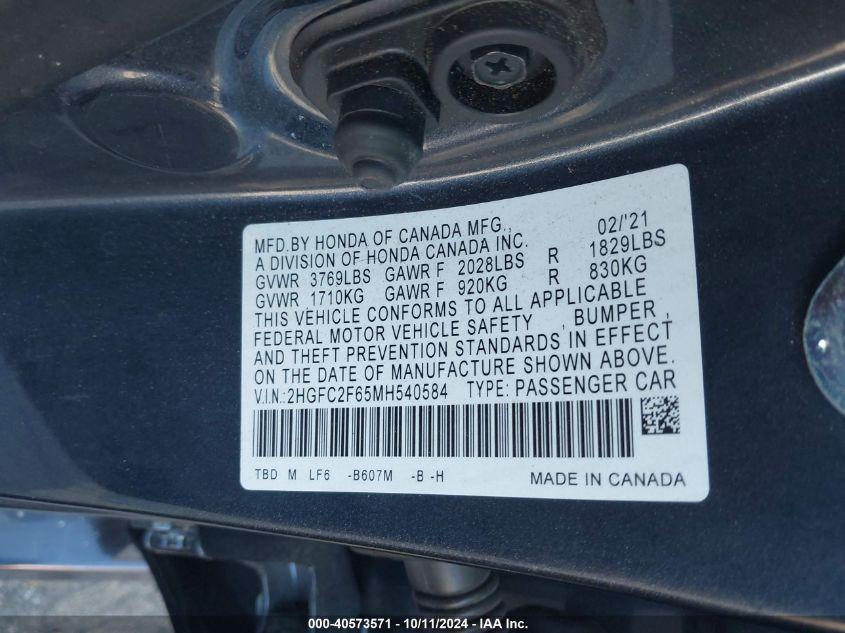 MFD.BY HONDA OF CANADA MFG., 02/'21
A DIVISION OF HONDA CANADA INC.
GVWR 3769LBS GAWR F 2028LBS R 1829LBS
GVWR 1710KG GAWR F 920KG R 830KG
THIS VEHICLE CONFORMS TO ALL APPLICABLE
FEDERAL MOTOR VEHICLE SAFETY , BUMPER ,
AND THEFT PREVENTION STANDARDS IN EFFECT
ON THE DATE OF MANUFACTURE SHOWN ABOVE.
V.I.N.:2HGFC2F65MH540584 TYPE: PASSENGER CAR
TBD M LF6 -B607M -B -H MADE IN CANADA
000-40573571 - 10/11/2024 - IAA Inc.